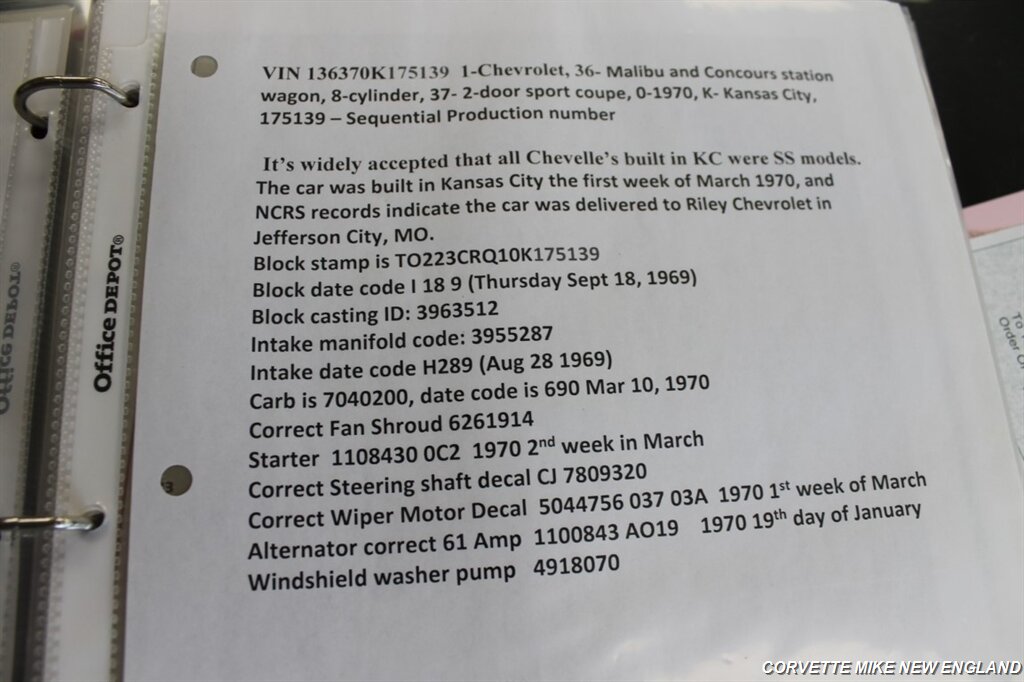 VIN 136370K175139 1-Chevrolet, 36- Malibu and Concours station
wagon, 8-cylinder, 37- 2-door sport coupe, 0-1970, K- Kansas City,
175139 – Sequential Production number
It's widely accepted that all Chevelle's built in KC were SS models.
The car was built in Kansas City the first week of March 1970, and
NCRS records indicate the car was delivered to Riley Chevrolet in
Jefferson City, MO.
Block stamp is TO223CRQ10K175139
Block date code I 18 9 (Thursday Sept 18, 1969)
Block casting ID: 3963512
Intake manifold code: 3955287
Intake date code H289 (Aug 28 1969)
Carb is 7040200, date code is 690 Mar 10, 1970
Correct Fan Shroud 6261914
Starter 1108430 0C2 1970 2nd week in March
Correct Steering shaft decal CJ 7809320
Correct Wiper Motor Decal 5044756 037 03A 1970 1st week of March
Alternator correct 61 Amp 1100843 AO19 1970 19th day of January
Windshield washer pump 4918070
Office DEPOT®
Office DEPOT®
To
Order Of
CORVETTE MIKE NEW ENGLAND